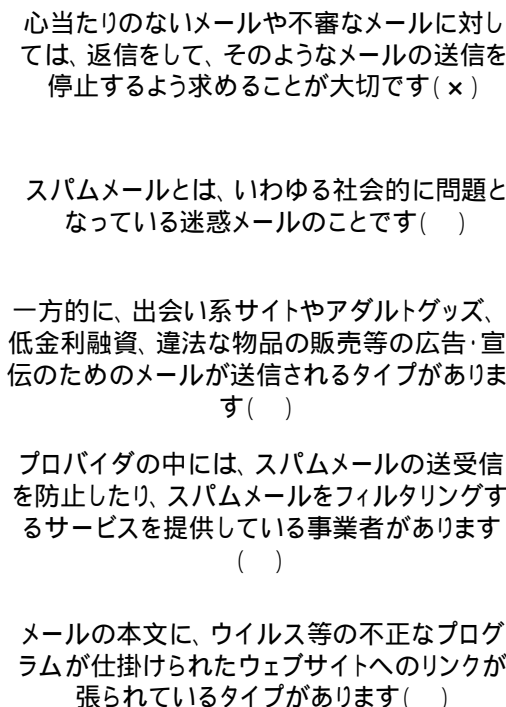 心当たりのないメールや不審なメールに対し
ては、返信をして、そのようなメールの送信を
停止するよう求めることが大切です(×)
スパムメールとは、いわゆる社会的に問題と
なっている迷惑メールのことです(　)
一方的に、出会い系サイトやアダルトグッズ、
低金利融資、違法な物品の販売等の広告･宣
伝のためのメールが送信されるタイプがありま
す(　)
プロバイダの中には、スパムメールの送受信
を防止したり、スパムメールをフィルタリングす
るサービスを提供している事業者があります
(　)
メールの本文に、ウイルス等の不正なプログ
ラムが仕掛けられたウェブサイトへのリンクが
張られているタイプがあります(　)